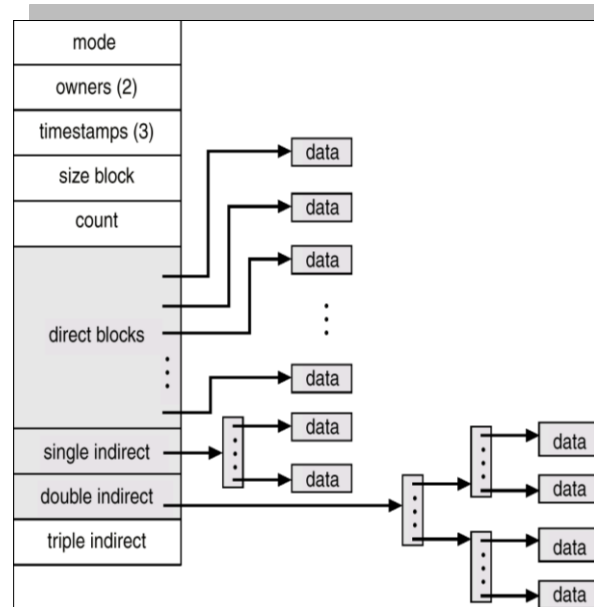 mode
owners (2)
timestamps (3)
size block
count
direct blocks
single indirect
double indirect
triple indirect
data
data
data
data
data
data
data
data
data
data